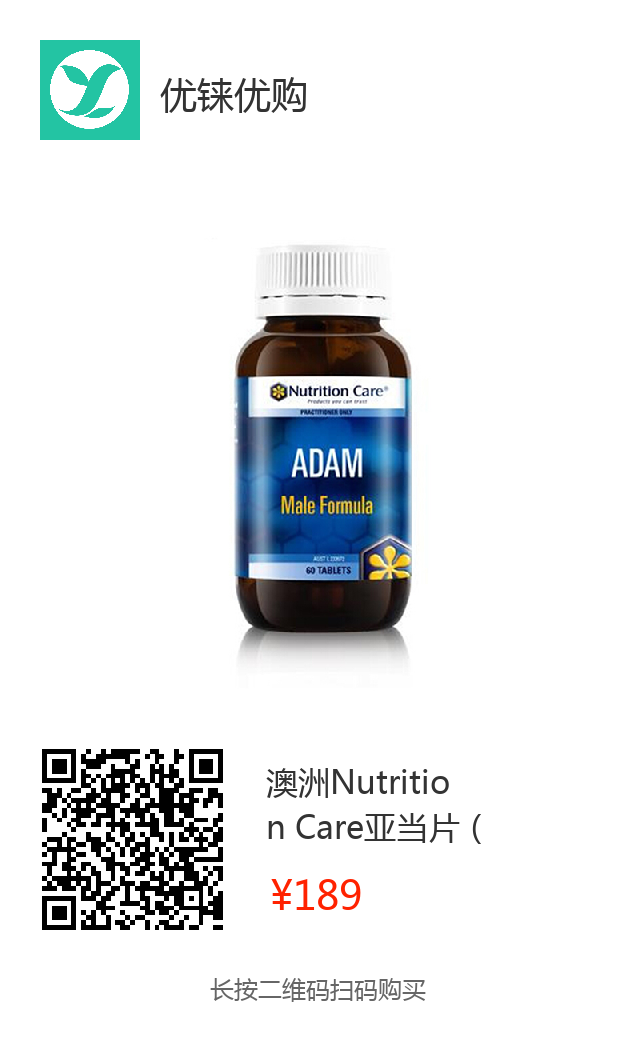 优铼优购
Nutrition Care®
Products you can trust
PRACTITIONER ONLY
ADAM
Male Formula
60 TABLETS
澳洲Nutritio
n Care亚当片（
¥189
长按二维码扫码购买